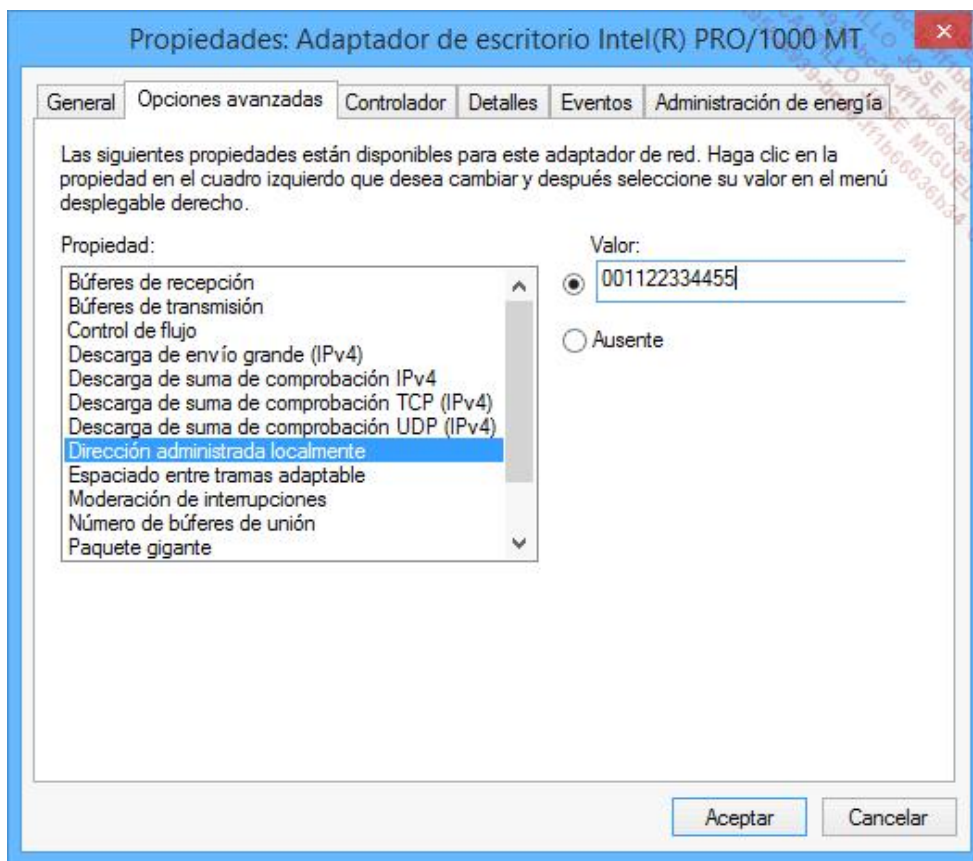 Propiedades: Adaptador de escritorio Intel(R) PRO/1000 MT
General Opciones avanzadas Controlador Detalles Eventos Administración de energía
Las siguientes propiedades están disponibles para este adaptador de red. Haga clic en la
propiedad en el cuadro izquierdo que desea cambiar y después seleccione su valor en el menú
desplegable derecho.
Propiedad:
Valor:
Búferes de recepción
001122334455
Búferes de transmisión
Control de flujo
Ausente
Descarga de envío grande (IPv4)
Descarga de suma de comprobación IPv4
Descarga de suma de comprobación TCP (IPv4)
Descarga de suma de comprobación UDP (IPv4)
Dirección administrada localmente
Espaciado entre tramas adaptable
Moderación de interrupciones
Número de búferes de unión
Paquete gigante
Aceptar Cancelar